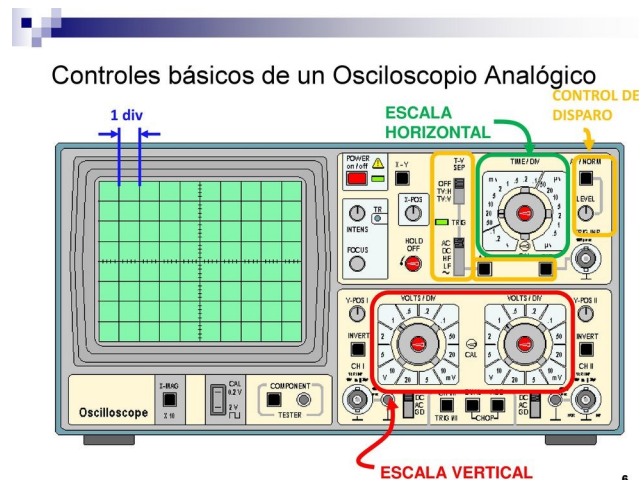 Controles básicos de un Osciloscopio Analógico
CONTROL DE
DISPARO
1 div
ESCALA
HORIZONTAL
POWER
on/off
X-Y
T-V
SEP
TIME/DIV
NORM
OFF
TV:H
TV:V
X-POS
TR
INTENS
TRIG
LEVEL
HOLD
OFF
FOCUS
AC
DC
HF
LF
~
Y-POS I
VOLTS/DIV
VOLTS/DIV
Y-POS II
INVERT
INVERT
CAL
CH I
CH II
V
mV
V
mV
X-MAG
X 10
CAL
0.2 V
2 V
COMPONENT
TESTER
DC
AC
GD
DC
AC
GD
TRIG I/II
CHOP
Oscilloscope
ESCALA VERTICAL
6